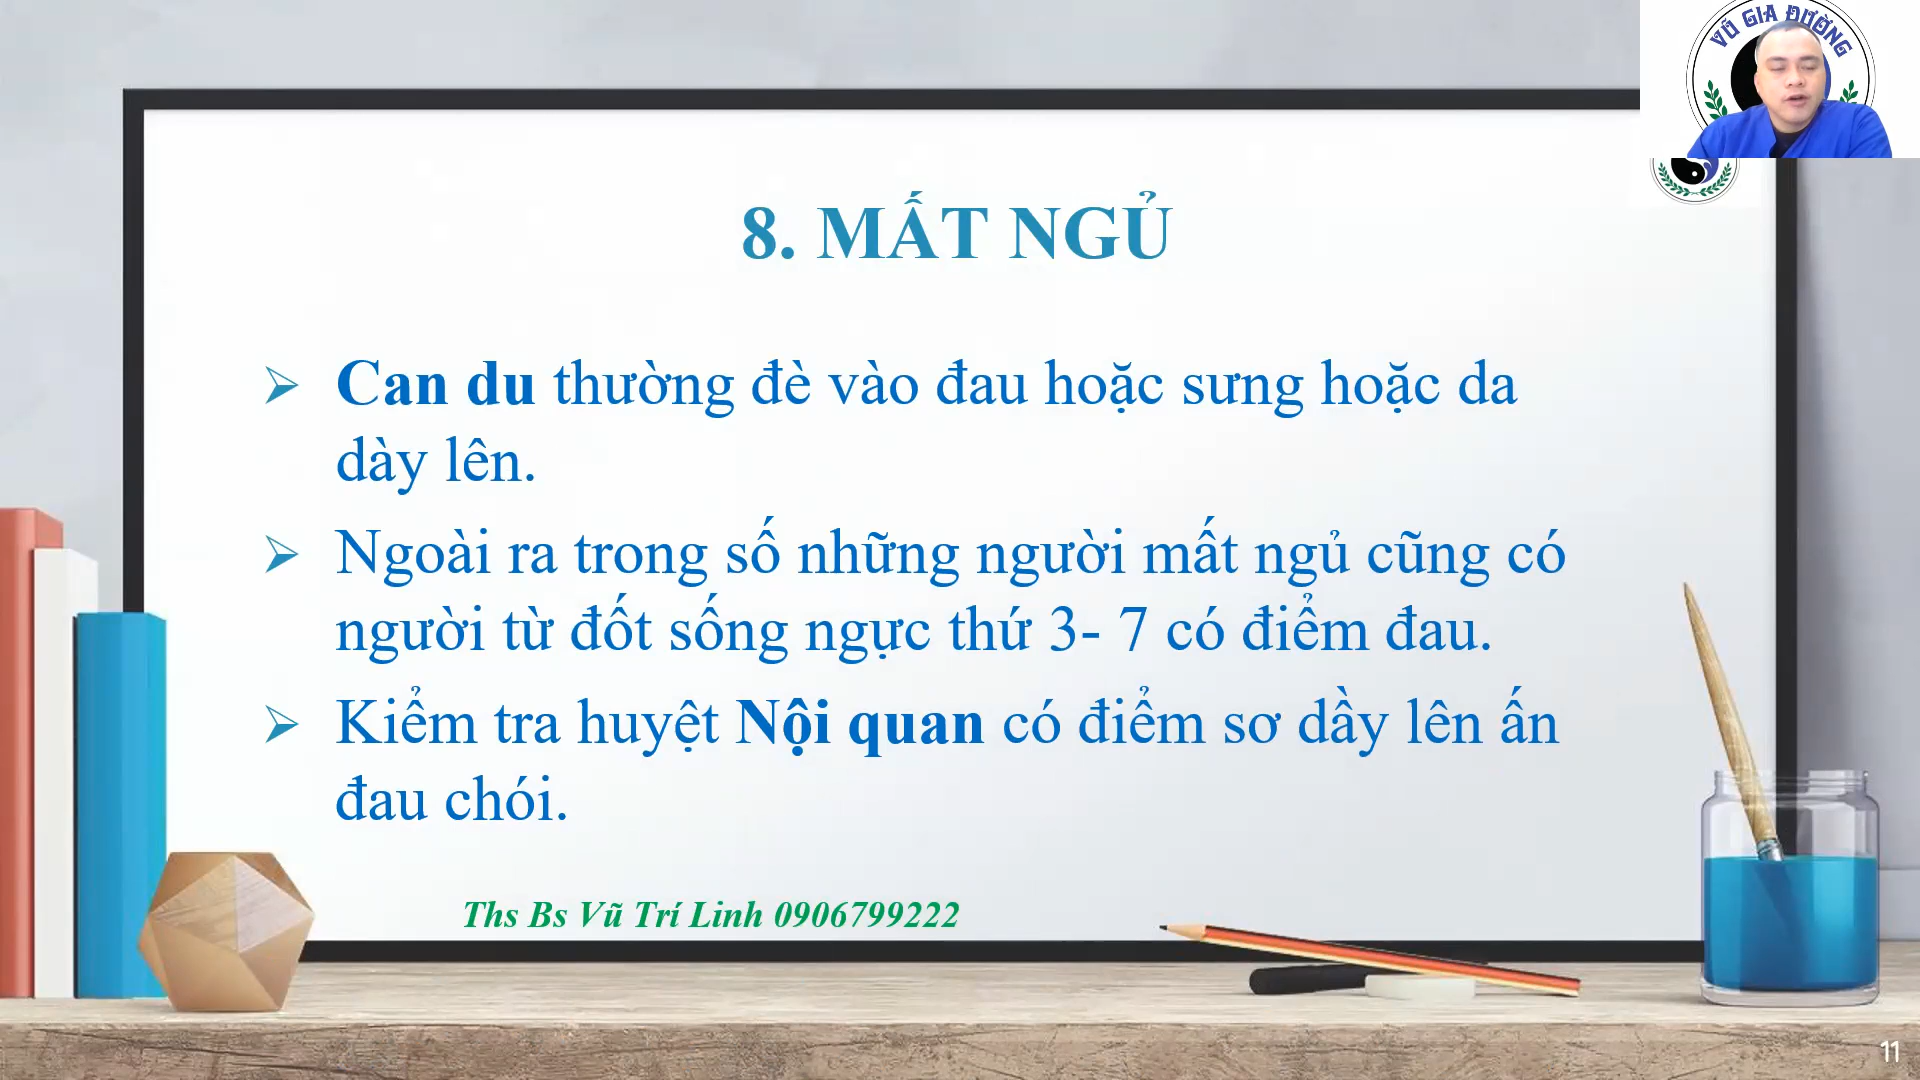 VŨ GIA ĐƯỜNG
8. MẤT NGỦ
➢ Can du thường đè vào đau hoặc sưng hoặc da
dày lên.
➢ Ngoài ra trong số những người mất ngủ cũng có
người từ đốt sống ngực thứ 3- 7 có điểm đau.
➢ Kiểm tra huyệt Nội quan có điểm sơ dầy lên ấn
đau chói.
Ths Bs Vũ Trí Linh 0906799222
11